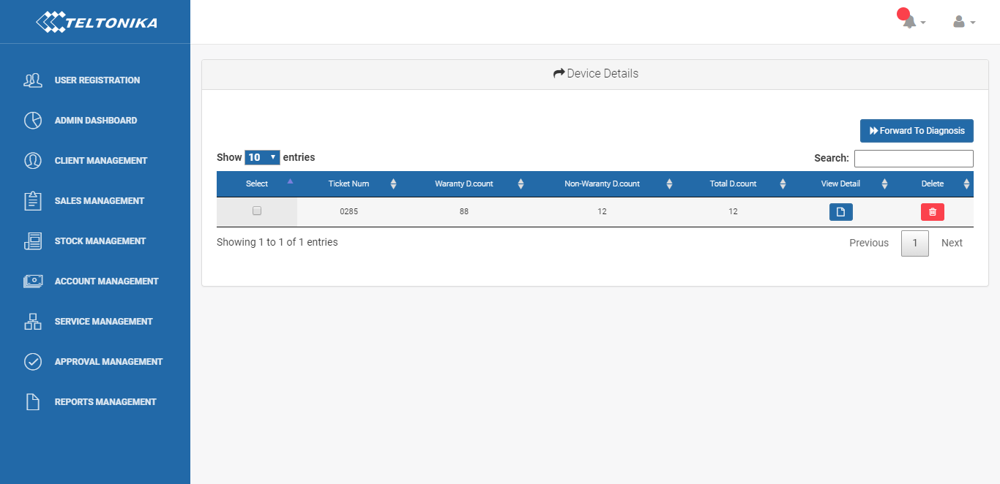 TELTONIKA
USER REGISTRATION
ADMIN DASHBOARD
CLIENT MANAGEMENT
SALES MANAGEMENT
STOCK MANAGEMENT
ACCOUNT MANAGEMENT
SERVICE MANAGEMENT
APPROVAL MANAGEMENT
REPORTS MANAGEMENT
Device Details
Forward To Diagnosis
Show 10 entries
Search:
Select Ticket Num Waranty D.count Non-Waranty D.count Total D.count View Detail Delete
0285 88 12 12
Showing 1 to 1 of 1 entries
Previous 1 Next